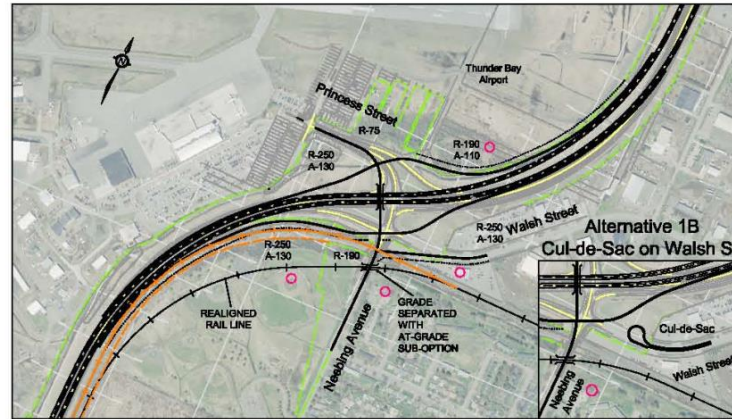 N
Thunder Bay
Airport
Princess Street
R-75
R-190
A-110
R-250
A-130
R-250
A-130
Walsh Street
Alternative 1B
Cul-de-Sac on Walsh S
R-250
A-130
R-190
REALIGNED
RAIL LINE
GRADE
SEPARATED
WITH
AT-GRADE
SUB-OPTION
Neebing Avenue
Cul-de-Sac
Walsh Street
Neebing
Avenue